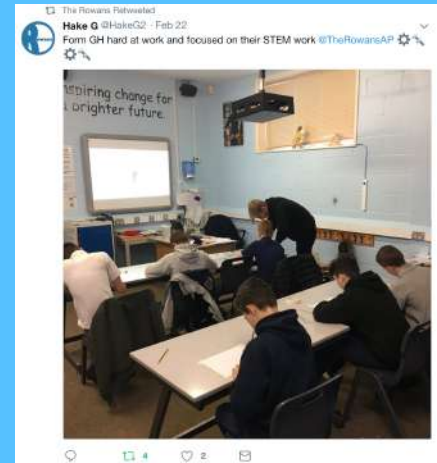 The Rowans Retweeted
Hake G @HakeG2 · Feb 22
Form GH hard at work and focused on their STEM work @TheRowansAP
nspiring change for
brighter future.
4 2